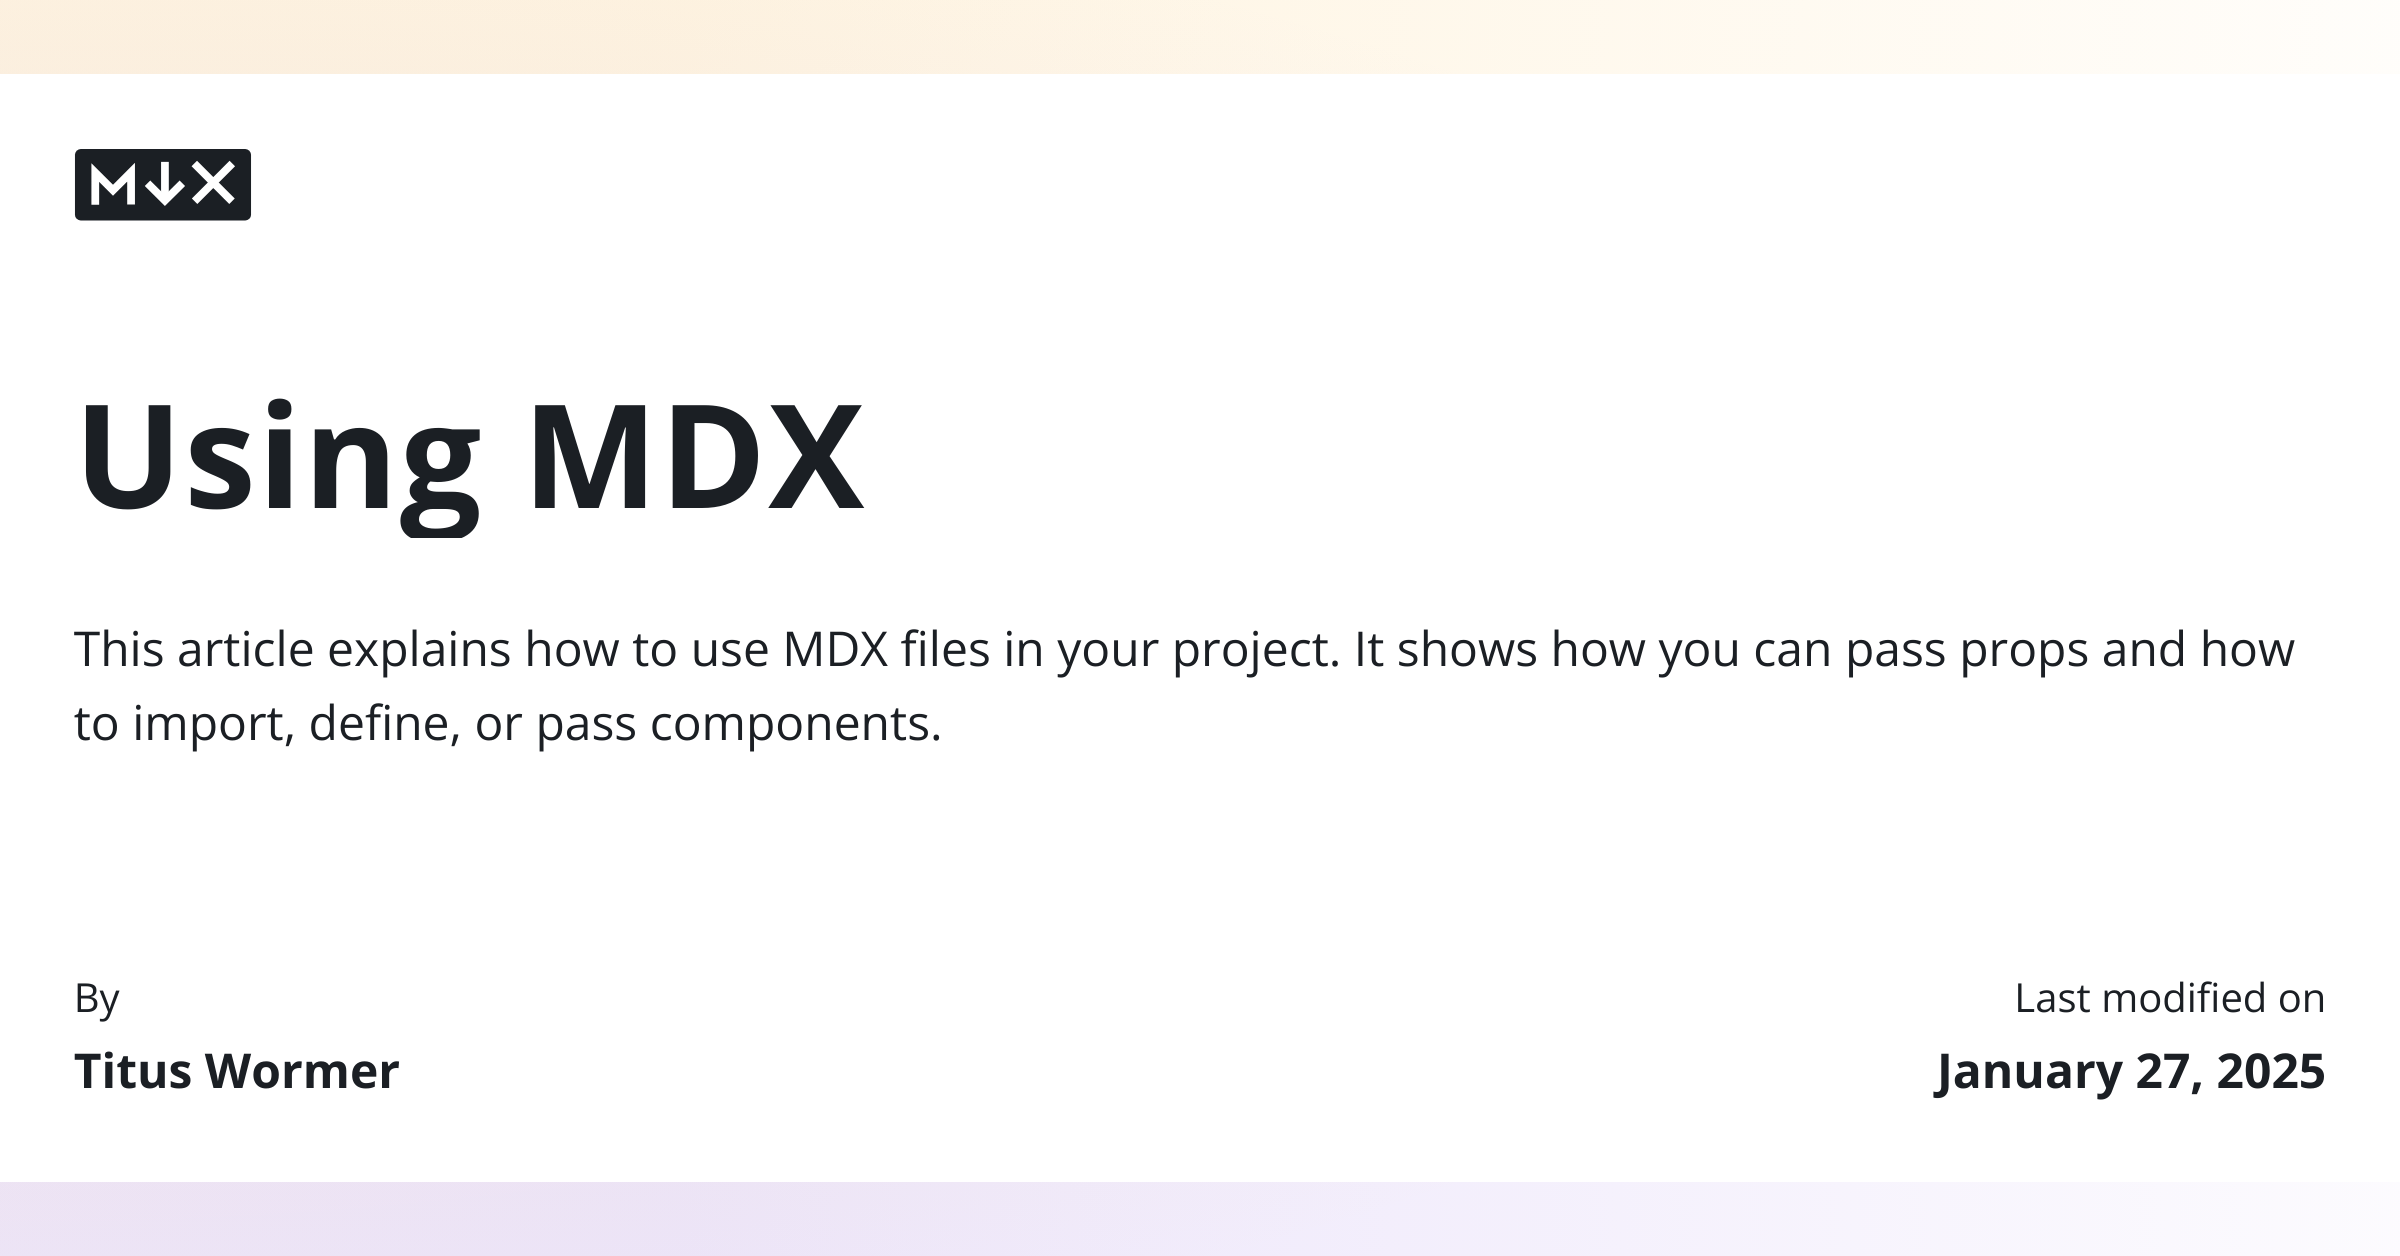 M↓X
Using MDX
This article explains how to use MDX files in your project. It shows how you can pass props and how
to import, define, or pass components.
By
Titus Wormer
Last modified on
January 27, 2025